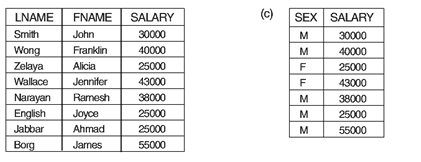 LNAME FNAME SALARY
Smith John 30000
Wong Franklin 40000
Zelaya Alicia 25000
Wallace Jennifer 43000
Narayan Ramesh 38000
English Joyce 25000
Jabbar Ahmad 25000
Borg James 55000
(c)
SEX SALARY
M 30000
M 40000
F 25000
F 43000
M 38000
M 25000
M 55000